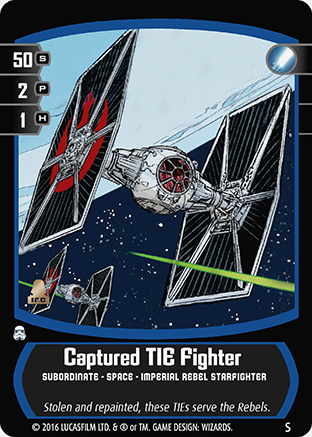 50 S
2 P
1 H
Captured TIE Fighter
SUBORDINATE - SPACE - IMPERIAL REBEL STARFIGHTER
Stolen and repainted, these TIEs serve the Rebels.
© 2016 LUCASFILM LTD. & ® or TM. GAME DESIGN: WIZARDS. S